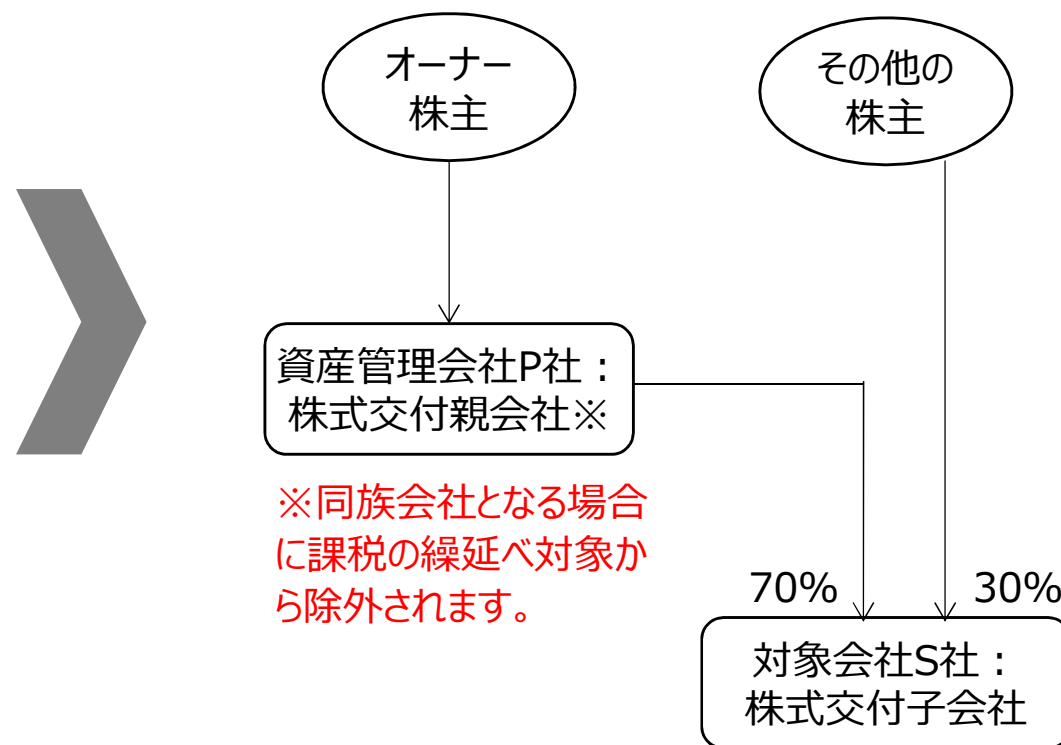 オーナー
株主
その他の
株主
資産管理会社P社：
株式交付親会社※
※同族会社となる場合
に課税の繰延べ対象か
ら除外されます。
70%
30%
対象会社S社：
株式交付子会社